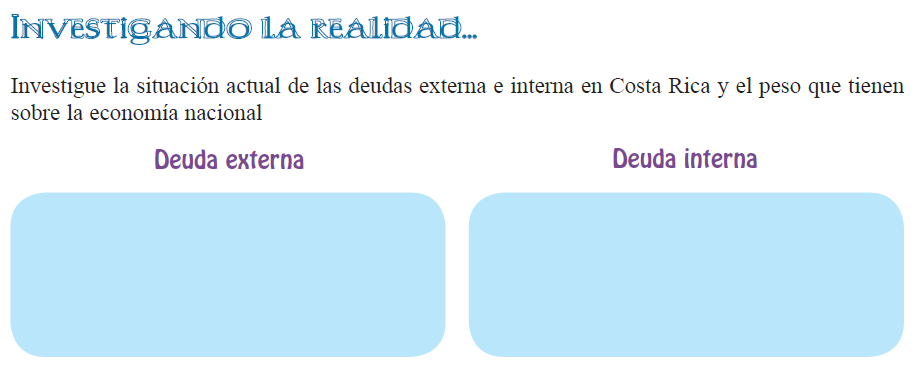 Investigando la realidad...
Investigue la situación actual de las deudas externa e interna en Costa Rica y el peso que tienen
sobre la economía nacional
Deuda externa
Deuda interna